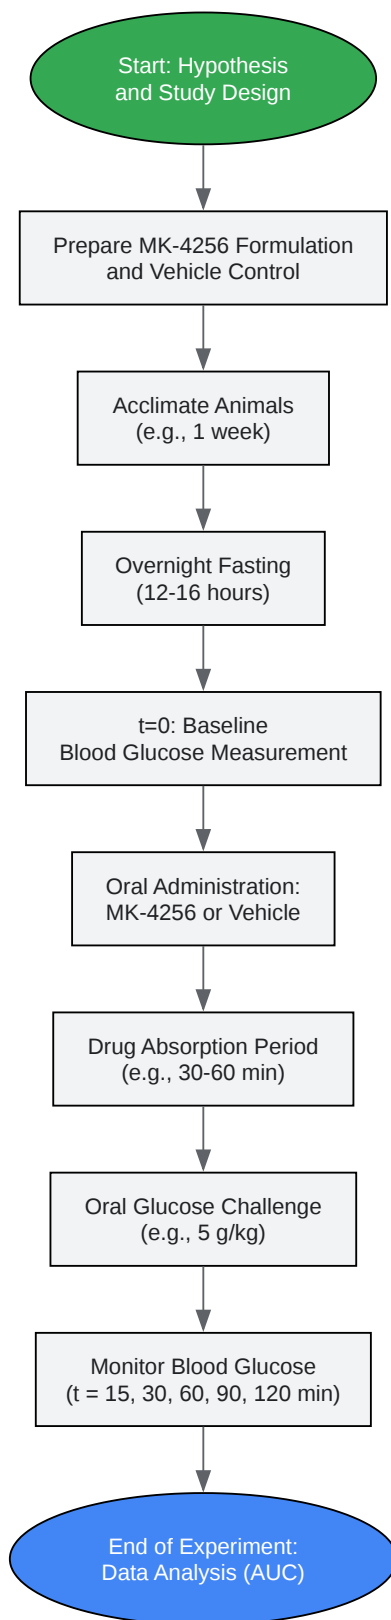 Start: Hypothesis
and Study Design
Prepare MK-4256 Formulation
and Vehicle Control
Acclimate Animals
(e.g., 1 week)
Overnight Fasting
(12-16 hours)
t=0: Baseline
Blood Glucose Measurement
Oral Administration:
MK-4256 or Vehicle
Drug Absorption Period
(e.g., 30-60 min)
Oral Glucose Challenge
(e.g., 5 g/kg)
Monitor Blood Glucose
(t = 15, 30, 60, 90, 120 min)
End of Experiment:
Data Analysis (AUC)